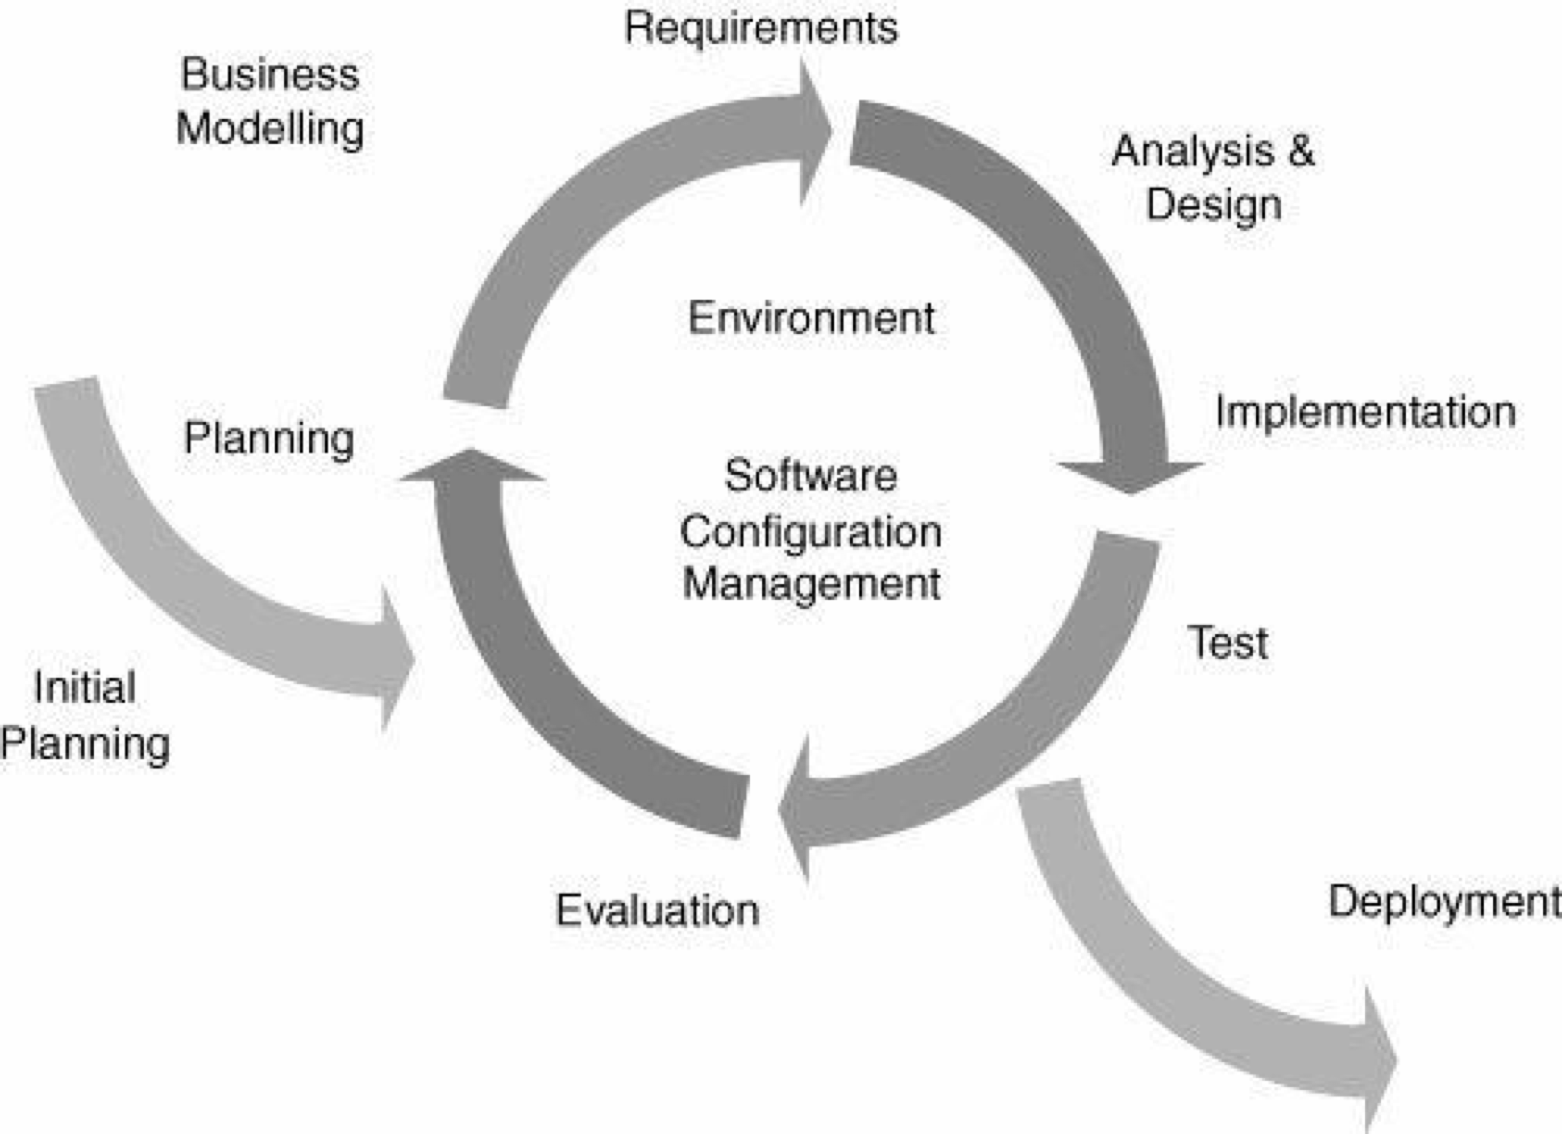 Requirements
Business
Modelling
Analysis &
Design
Environment
Implementation
Planning
Software
Configuration
Management
Test
Initial
Planning
Deployment
Evaluation